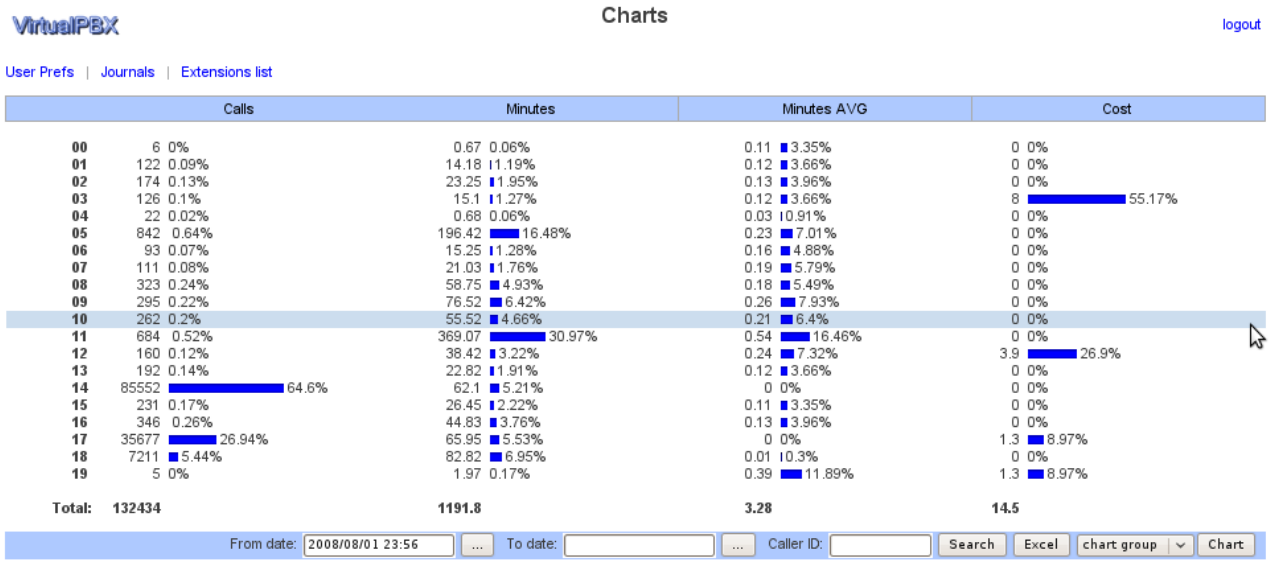 VirtualPBX
Charts
logout
User Prefs | Journals | Extensions list
Calls Minutes Minutes AVG Cost
00 6 0% 0.67 0.06% 0.11 3.35% 0 0%
01 122 0.09% 14.18 1.19% 0.12 3.66% 0 0%
02 174 0.13% 23.25 1.95% 0.13 3.96% 0 0%
03 126 0.1% 15.1 1.27% 0.12 3.66% 8 55.17%
04 22 0.02% 0.68 0.06% 0.03 0.91% 0 0%
05 842 0.64% 196.42 16.48% 0.23 7.01% 0 0%
06 93 0.07% 15.25 1.28% 0.16 4.88% 0 0%
07 111 0.08% 21.03 1.76% 0.19 5.79% 0 0%
08 323 0.24% 58.75 4.93% 0.18 5.49% 0 0%
09 295 0.22% 76.52 6.42% 0.26 7.93% 0 0%
10 262 0.2% 55.52 4.66% 0.21 6.4% 0 0%
11 684 0.52% 369.07 30.97% 0.54 16.46% 0 0%
12 160 0.12% 38.42 3.22% 0.24 7.32% 3.9 26.9%
13 192 0.14% 22.82 1.91% 0.12 3.66% 0 0%
14 85552 64.6% 62.1 5.21% 0 0% 0 0%
15 231 0.17% 26.45 2.22% 0.11 3.35% 0 0%
16 346 0.26% 44.83 3.76% 0.13 3.96% 0 0%
17 35677 26.94% 65.95 5.53% 0 0% 1.3 8.97%
18 7211 5.44% 82.82 6.95% 0.01 0.3% 0 0%
19 5 0% 1.97 0.17% 0.39 11.89% 1.3 8.97%
Total: 132434 1191.8 3.28 14.5
From date: 2008/08/01 23:56 ... To date: ... Caller ID: Search Excel chart group Chart